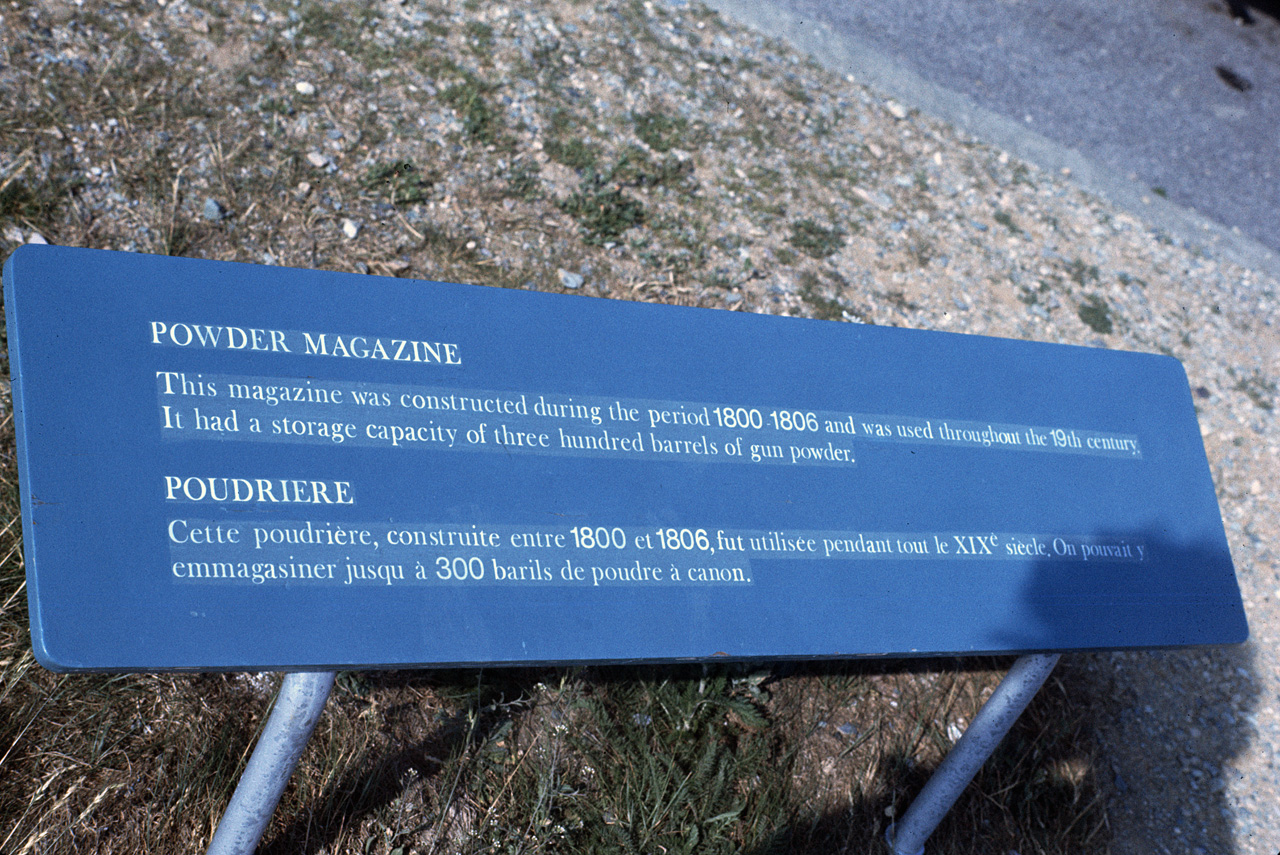 POWDER MAGAZINE
This magazine was constructed during the period 1800-1806 and was used throughout the 19th century.
It had a storage capacity of three hundred barrels of gun powder.
POUDRIERE
Cette poudrière, construite entre 1800 et 1806, fut utilisée pendant tout le XIXe siècle. On pouvait y
emmagasiner jusqu à 300 barils de poudre à canon.